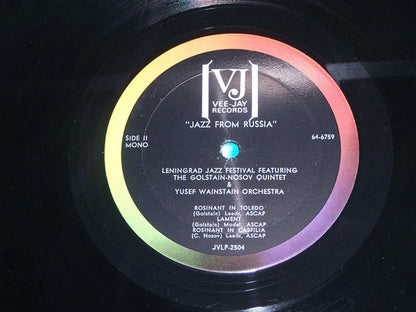 VJ
VEE-JAY
RECORDS
"JAZZ FROM RUSSIA"
SIDE II
MONO
64-6759
LENINGRAD JAZZ FESTIVAL FEATURING
THE GOLSTAIN-NOSOV QUINTET
&
YUSEF WAINSTAIN ORCHESTRA
ROSINANT IN TOLEDO
(Golstain) Leeds, ASCAP
LAMENT
(Golstain) Model, ASCAP
ROSINANT IN CASTILIA
(C. Nosov) Leeds, ASCAP
JVLP-2504